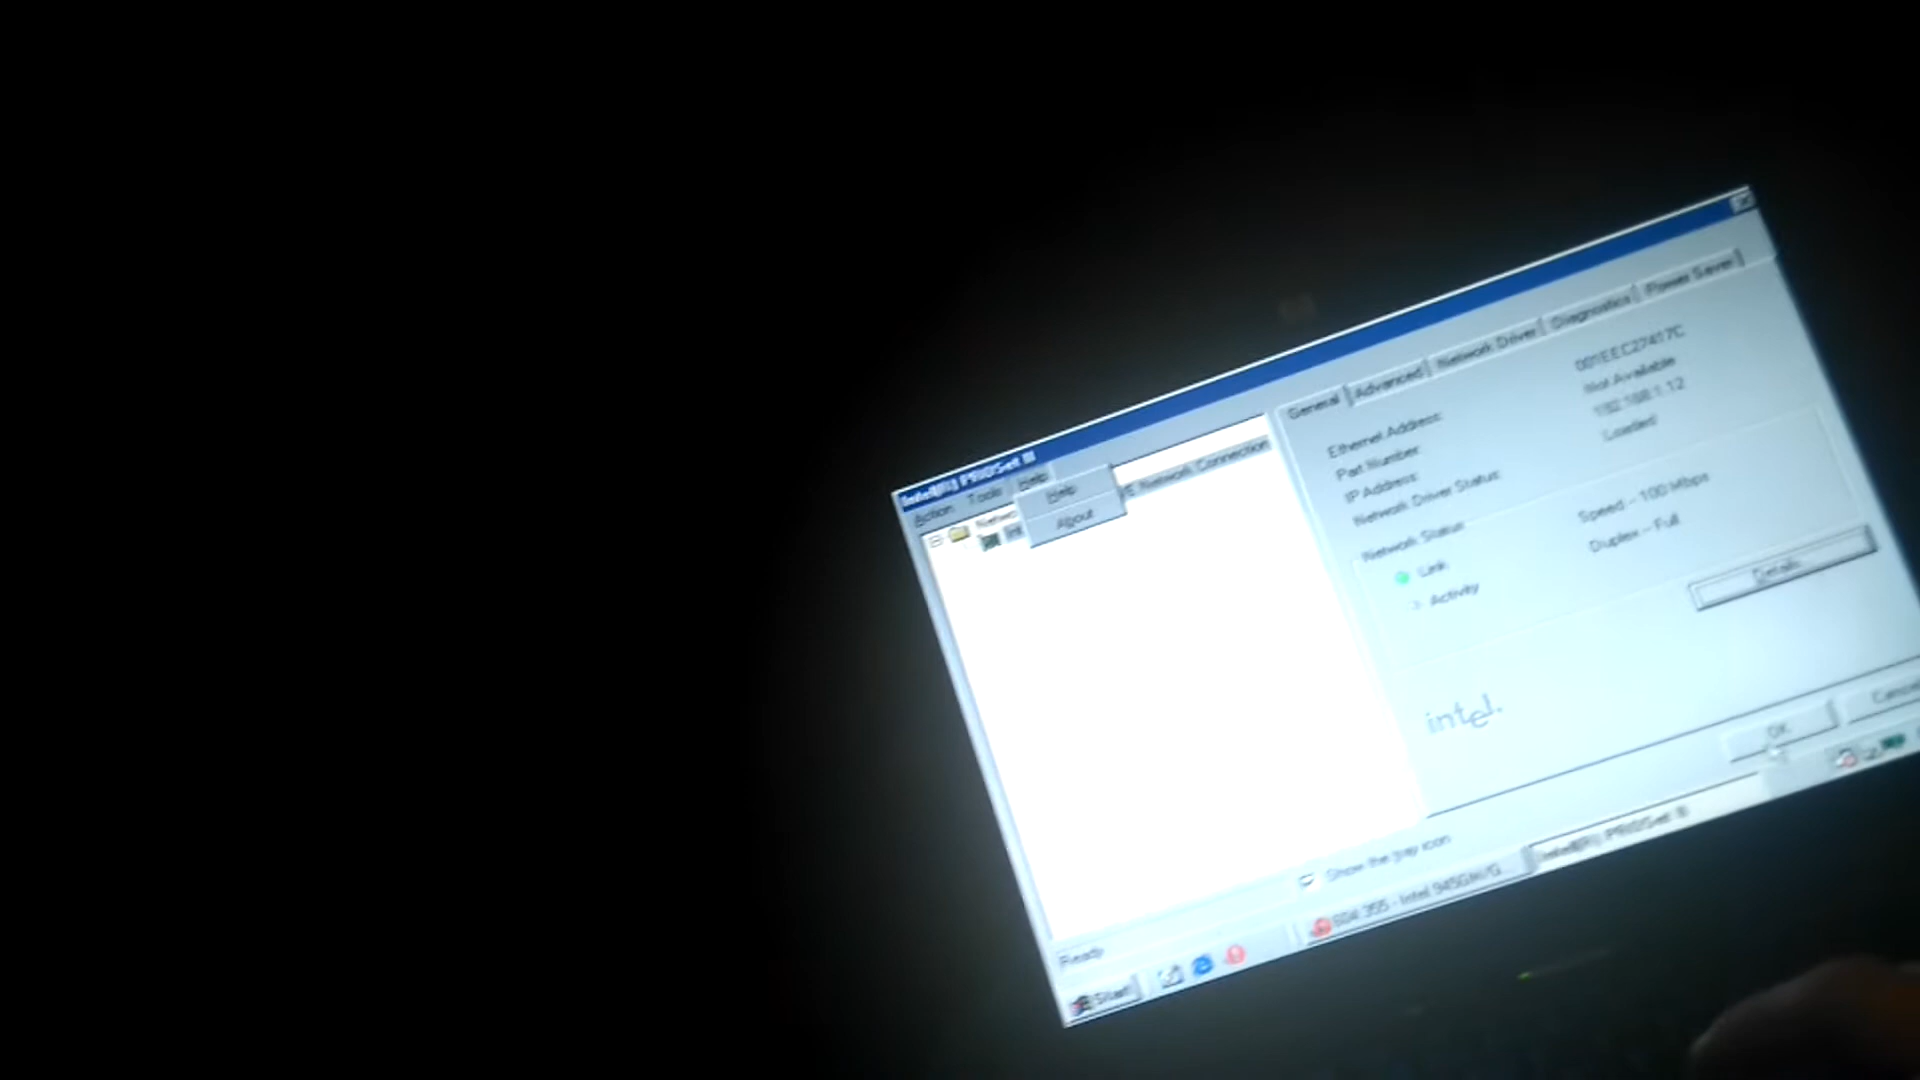 Intel(R) PROSet II
Action Tools Help
Help
About
Netwo
Int
E Network Connection
General Advanced Network Driver Diagnostics Power Saver
Ethernet Address: 001EEC27417C
Part Number: Not Available
IP Address: 192.168.1.12
Network Driver Status: Loaded
Network Status
Link Speed -- 100 Mbps
Activity Duplex -- Full
Details
intel.
OK Cancel
Show the tray icon
Ready
Start
Intel 945GM/G
Intel(R) PROSet II